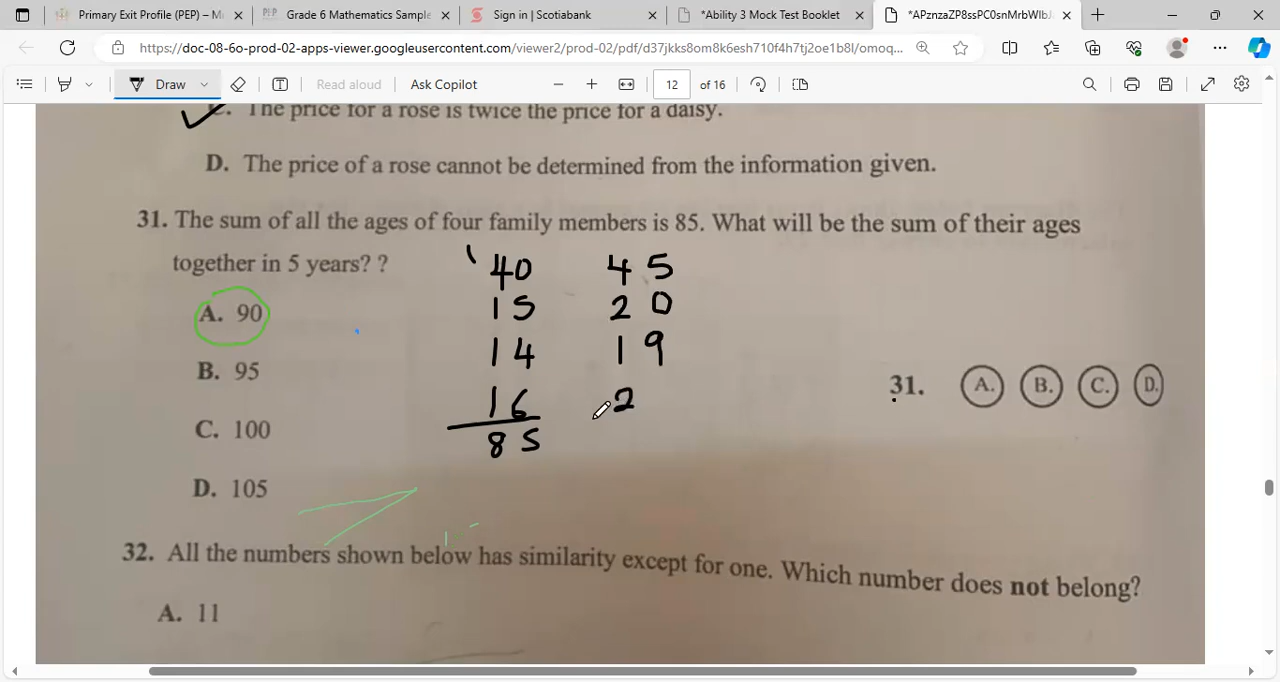 Primary Exit Profile (PEP) – M
Grade 6 Mathematics Sample
Sign in | Scotiabank
*Ability 3 Mock Test Booklet
*APznzaZP8ssPC0snMrbWIbJ
https://doc-08-6o-prod-02-apps-viewer.googleusercontent.com/viewer2/prod-02/pdf/d37jkks8om8k6esh710f4h7tj2oe1b8l/omoq...
Draw Read aloud Ask Copilot 12 of 16
C. The price for a rose is twice the price for a daisy.
D. The price of a rose cannot be determined from the information given.
31. The sum of all the ages of four family members is 85. What will be the sum of their ages
together in 5 years? ?
1 40 45
A. 90 15 20
14 19
B. 95 31. A. B. C. D.
16 2
C. 100 85
D. 105
32. All the numbers shown below has similarity except for one. Which number does not belong?
A. 11